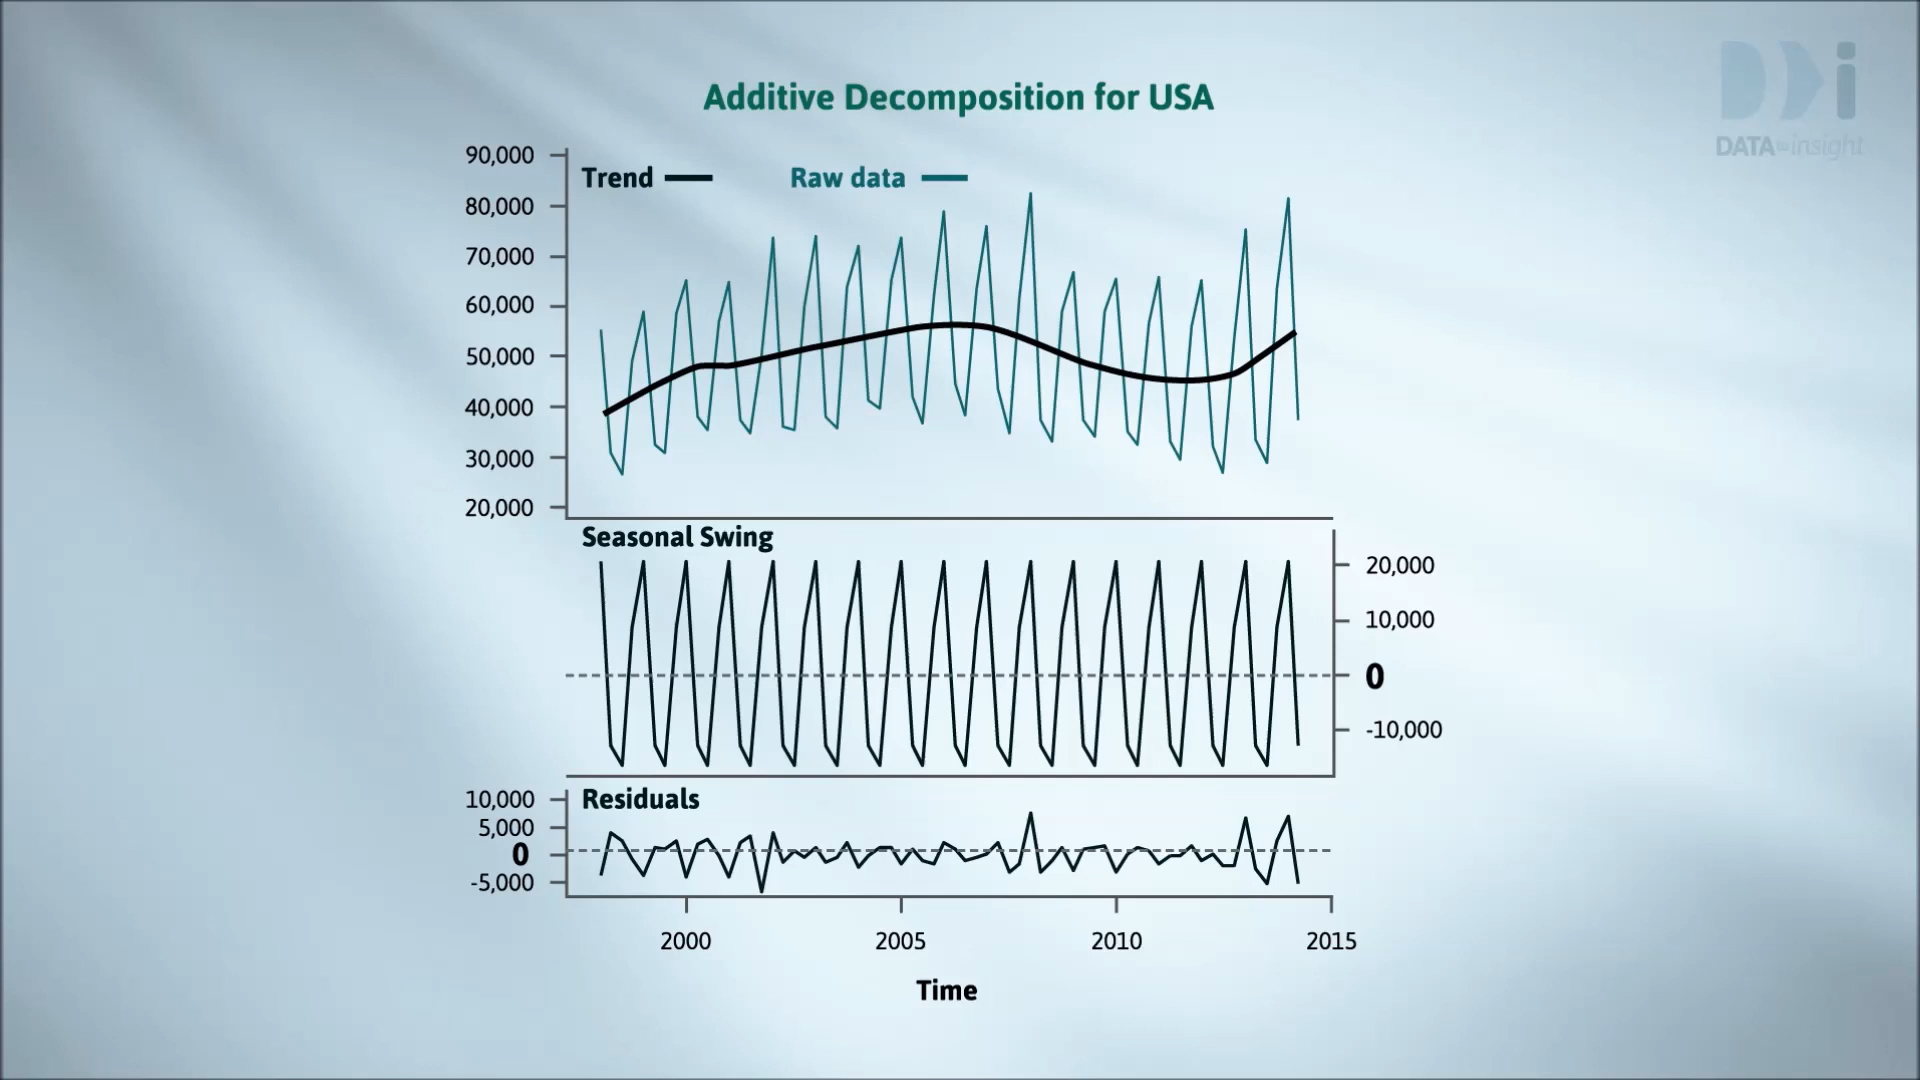 Additive Decomposition for USA
DATA to insight
90,000
80,000
70,000
60,000
50,000
40,000
30,000
20,000
Trend
Raw data
Seasonal Swing
20,000
10,000
0
-10,000
Residuals
10,000
5,000
0
-5,000
2000
2005
2010
2015
Time